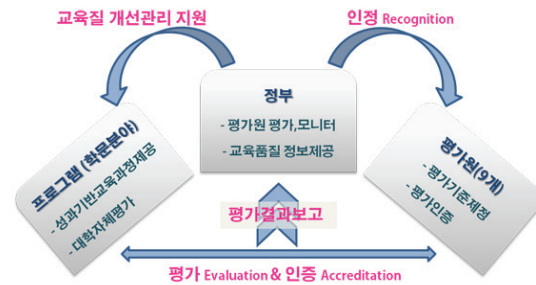 교육질 개선관리 지원
인정 Recognition
정부
- 평가원 평가,모니터
- 교육품질 정보제공
프로그램 (학문분야)
- 성과기반교육과정제공
- 대학자체평가
평가원(9개)
- 평가기준제정
- 평가인증
평가결과보고
평가 Evaluation & 인증 Accreditation